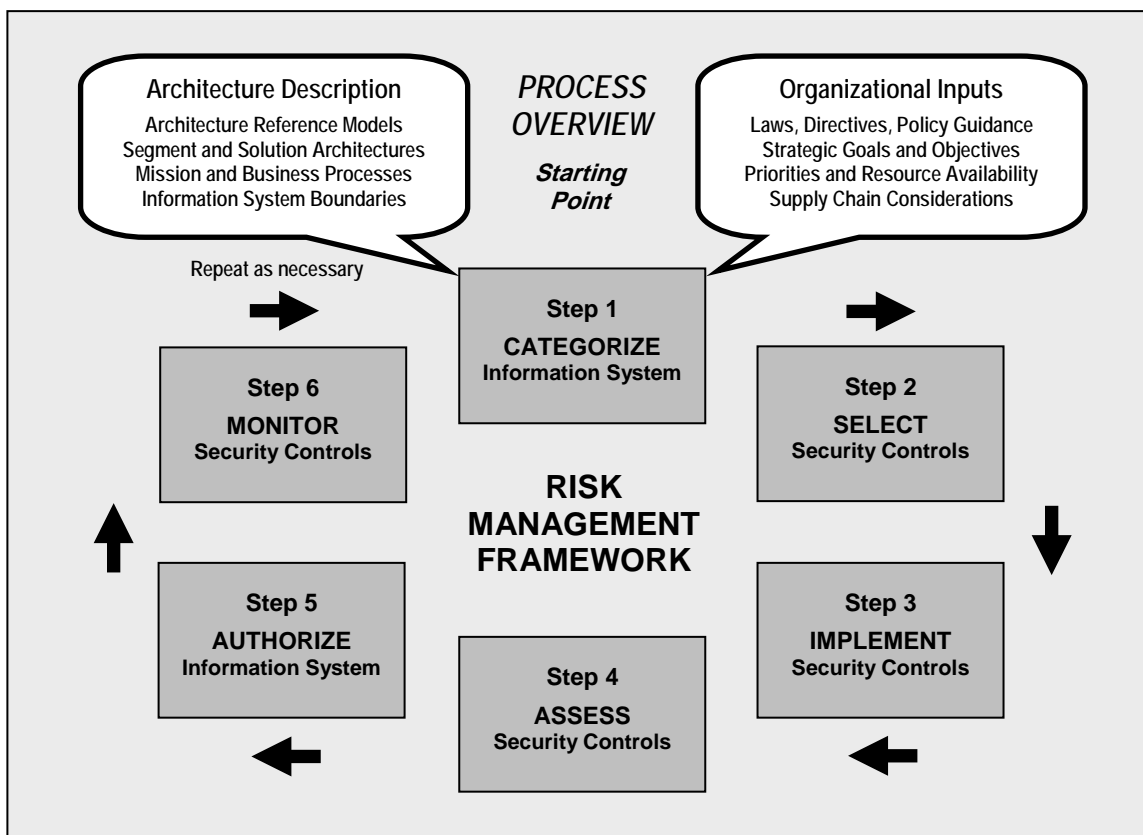 Architecture Description
Architecture Reference Models
Segment and Solution Architectures
Mission and Business Processes
Information System Boundaries
PROCESS
OVERVIEW
Starting
Point
Organizational Inputs
Laws, Directives, Policy Guidance
Strategic Goals and Objectives
Priorities and Resource Availability
Supply Chain Considerations
Repeat as necessary
Step 1
CATEGORIZE
Information System
Step 2
SELECT
Security Controls
Step 3
IMPLEMENT
Security Controls
Step 4
ASSESS
Security Controls
Step 5
AUTHORIZE
Information System
Step 6
MONITOR
Security Controls
RISK
MANAGEMENT
FRAMEWORK